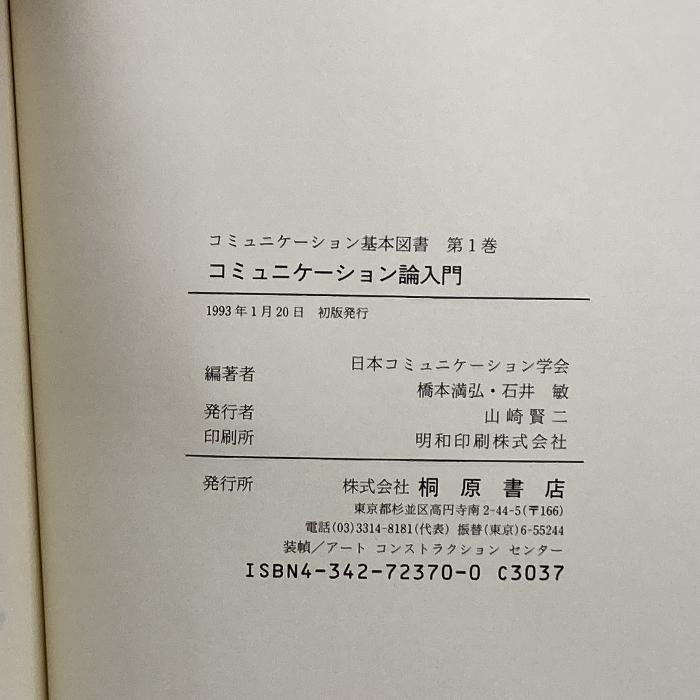 コミュニケーション基本図書　第1巻
コミュニケーション論入門
1993年1月20日　初版発行
編著者　日本コミュニケーション学会
橋本満弘・石井　敏
発行者　山崎賢二
印刷所　明和印刷株式会社
発行所　株式会社 桐原書店
東京都杉並区高円寺南2-44-5(〒166)
電話(03)3314-8181(代表) 振替(東京)6-55244
装幀／アート コンストラクション センター
ISBN4-342-72370-0 C3037